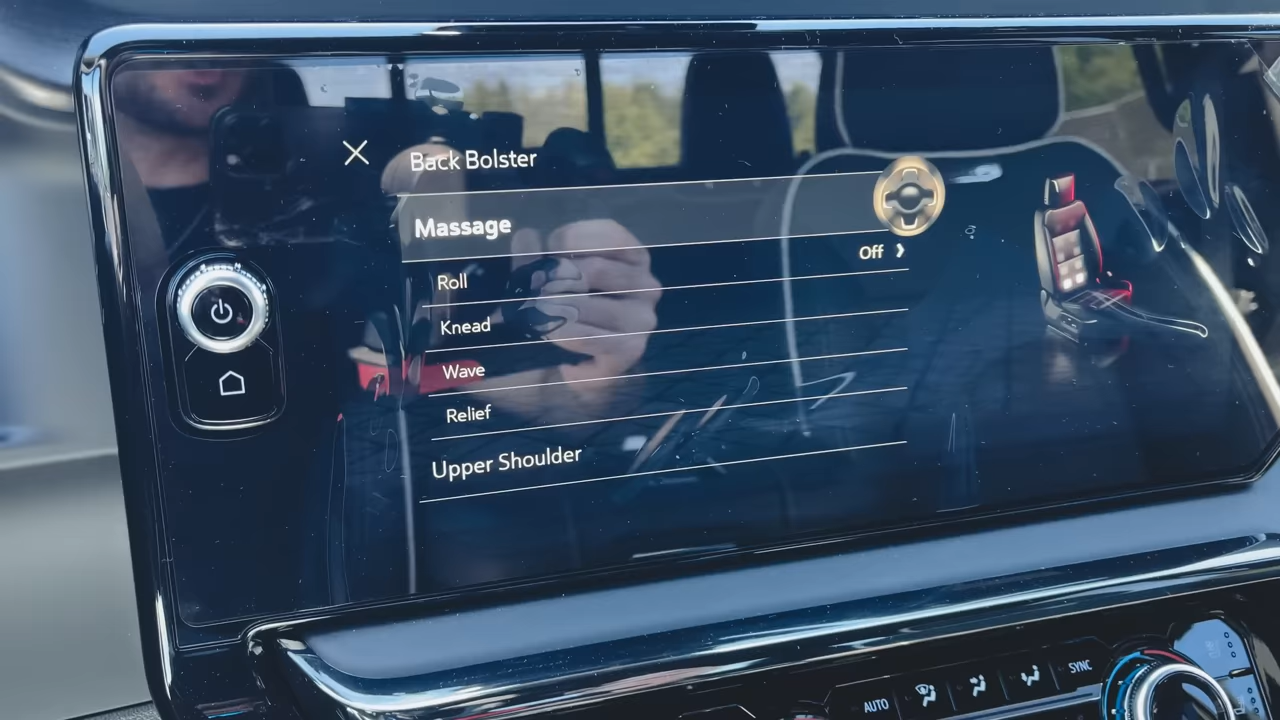 Back Bolster
Massage
Off
Roll
Knead
Wave
Relief
Upper Shoulder
AUTO
SYNC